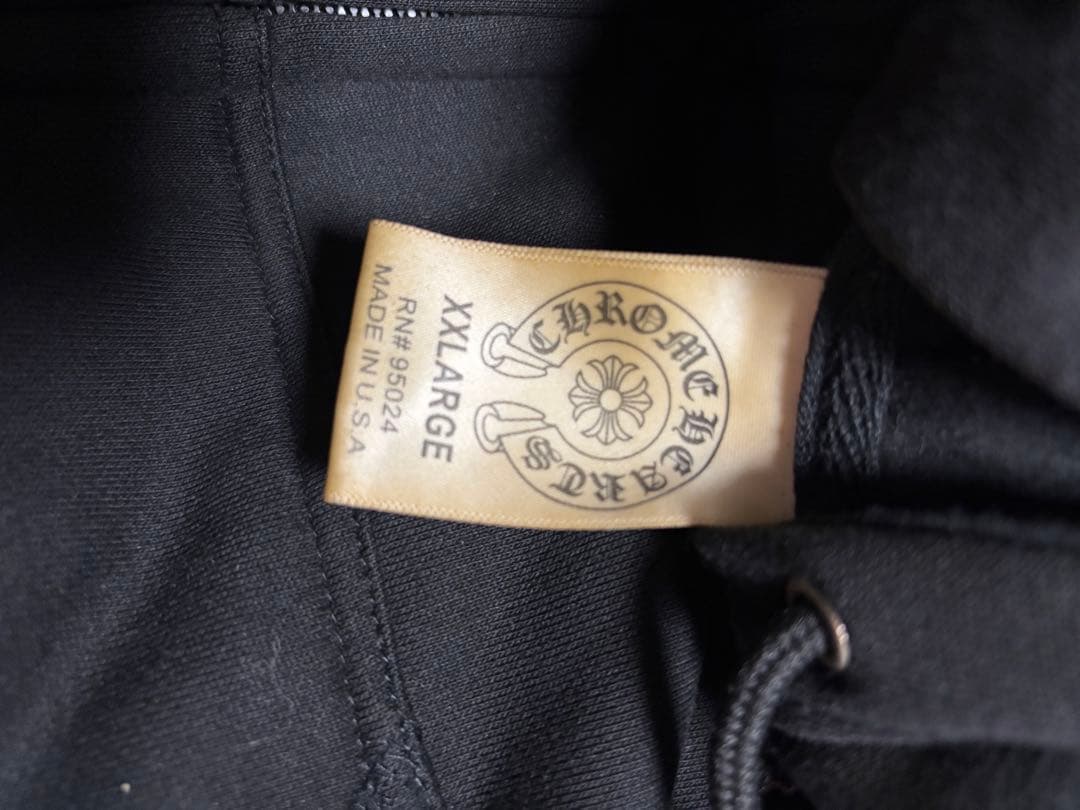 CHROME HEARTS
XXLARGE
RN# 95024
MADE IN U.S.A